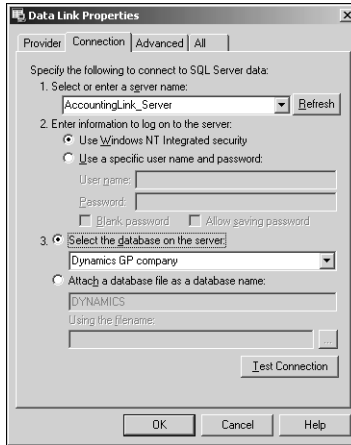 Data Link Properties
Provider Connection Advanced All
Specify the following to connect to SQL Server data:
1. Select or enter a server name:
AccountingLink_Server Refresh
2. Enter information to log on to the server:
Use Windows NT Integrated security
Use a specific user name and password:
User name:
Password:
Blank password Allow saving password
3. Select the database on the server:
Dynamics GP company
Attach a database file as a database name:
DYNAMICS
Using the filename:
...
Test Connection
OK Cancel Help